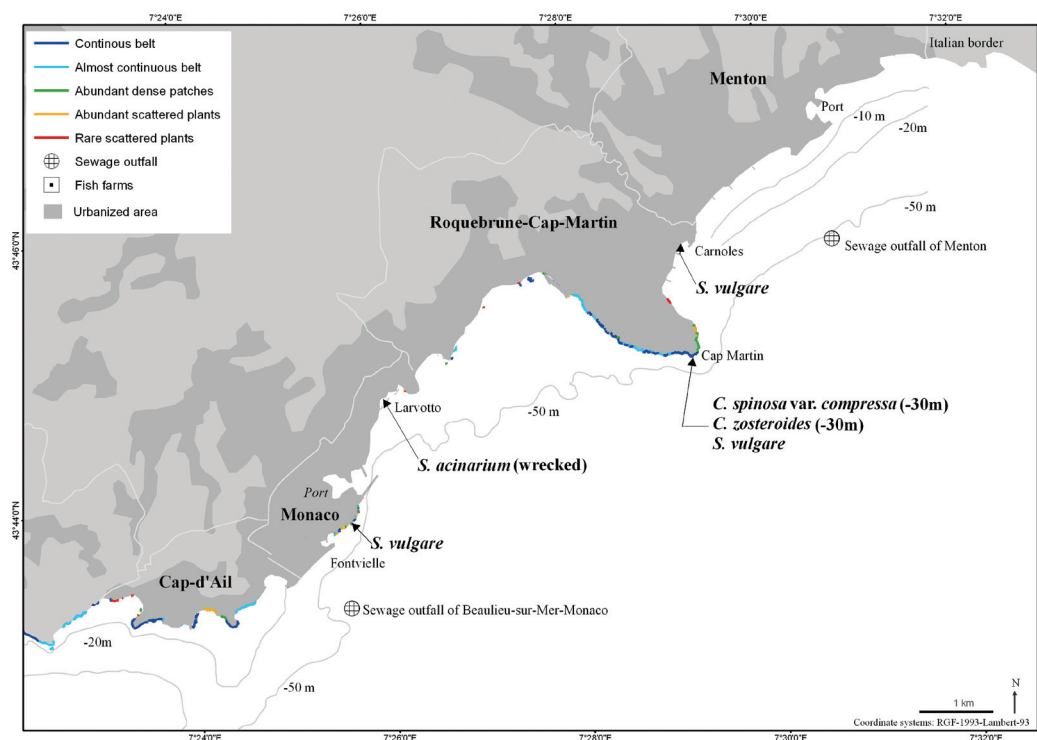 7°24'0"E
7°26'0"E
7°28'0"E
7°30'0"E
7°32'0"E
Continous belt
Almost continuous belt
Abundant dense patches
Abundant scattered plants
Rare scattered plants
Sewage outfall
Fish farms
Urbanized area
Italian border
Menton
Port
-10 m
-20m
-50 m
43°46'0"N
Roquebrune-Cap-Martin
Carnoles
Sewage outfall of Menton
S. vulgare
Cap Martin
-50 m
Larvotto
C. spinosa var. compressa (-30m)
C. zosteroides (-30m)
S. vulgare
S. acinarium (wrecked)
43°44'0"N
Port
Monaco
S. vulgare
Fontvielle
Cap-d'Ail
Sewage outfall of Beaulieu-sur-Mer-Monaco
-20m
-50 m
N
1 km
Coordinate systems: RGF-1993-Lambert-93
7°24'0"E
7°26'0"E
7°28'0"E
7°30'0"E
7°32'0"E